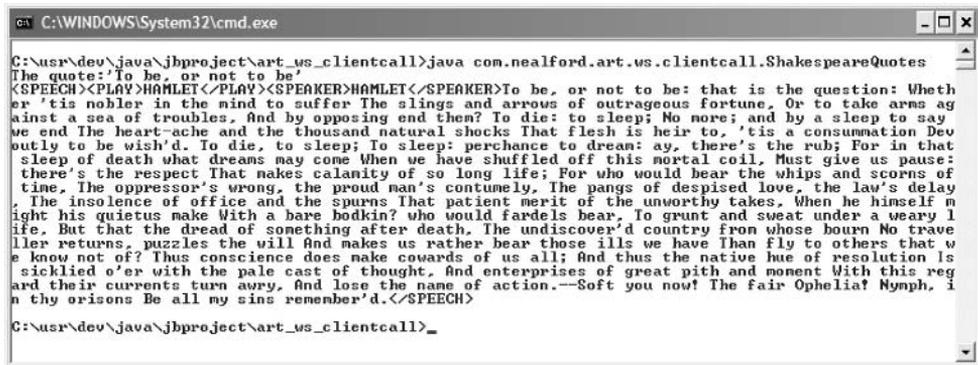 C:\WINDOWS\System32\cmd.exe
C:\usr\dev\java\jbproject\art_ws_clientcall>java com.nealford.art.ws.clientcall.ShakespeareQuotes
The quote:'To be, or not to be'
<SPEECH><PLAY>HAMLET</PLAY><SPEAKER>HAMLET</SPEAKER>To be, or not to be: that is the question: Wheth
er 'tis nobler in the mind to suffer The slings and arrows of outrageous fortune, Or to take arms ag
ainst a sea of troubles, And by opposing end them? To die: to sleep; No more; and by a sleep to say
we end The heart-ache and the thousand natural shocks That flesh is heir to, 'tis a consummation Dev
outly to be wish'd. To die, to sleep; To sleep: perchance to dream: ay, there's the rub; For in that
 sleep of death what dreams may come When we have shuffled off this mortal coil, Must give us pause:
 there's the respect That makes calamity of so long life; For who would bear the whips and scorns of
 time, The oppressor's wrong, the proud man's contumely, The pangs of despised love, the law's delay
, The insolence of office and the spurns That patient merit of the unworthy takes, When he himself m
ight his quietus make With a bare bodkin? who would fardels bear, To grunt and sweat under a weary l
ife, But that the dread of something after death, The undiscover'd country from whose bourn No trave
ller returns, puzzles the will And makes us rather bear those ills we have Than fly to others that w
e know not of? Thus conscience does make cowards of us all; And thus the native hue of resolution Is
 sicklied o'er with the pale cast of thought, And enterprises of great pith and moment With this reg
ard their currents turn awry, And lose the name of action.--Soft you now! The fair Ophelia! Nymph, i
n thy orisons Be all my sins remember'd.</SPEECH>
C:\usr\dev\java\jbproject\art_ws_clientcall>_